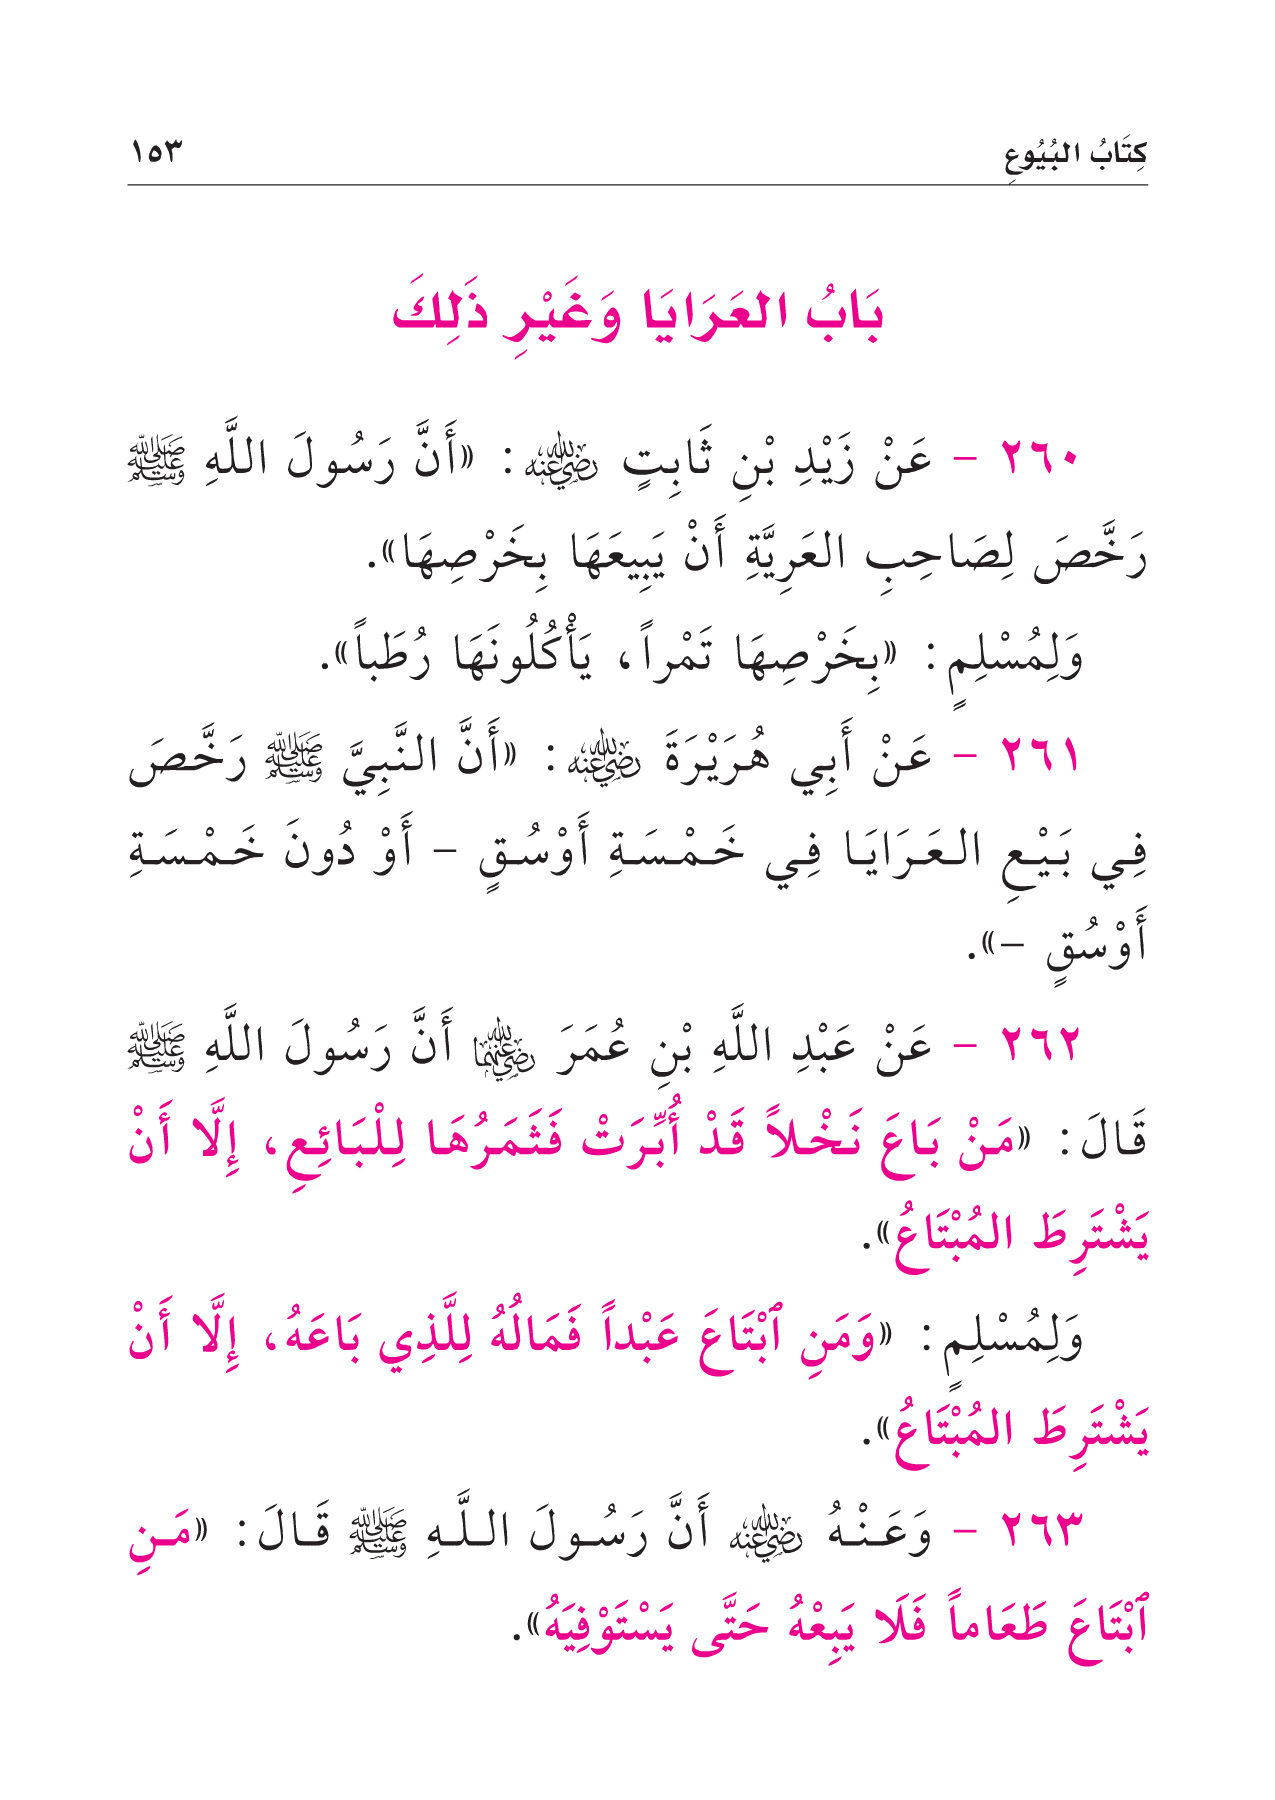 كِتَابُ البُيُوعِ ١٥٣
بَابُ العَرَايَا وَغَيْرِ ذَلِكَ
٢٦٠ - عَنْ زَيْدِ بْنِ ثَابِتٍ رضي الله عنه: «أَنَّ رَسُولَ اللَّهِ ﷺ
رَخَّصَ لِصَاحِبِ العَرِيَّةِ أَنْ يَبِيعَهَا بِخَرْصِهَا».
وَلِمُسْلِمٍ: «بِخَرْصِهَا تَمْراً، يَأْكُلُونَهَا رُطَباً».
٢٦١ - عَنْ أَبِي هُرَيْرَةَ رضي الله عنه: «أَنَّ النَّبِيَّ ﷺ رَخَّصَ
فِي بَيْعِ العَرَايَا فِي خَمْسَةِ أَوْسُقٍ - أَوْ دُونَ خَمْسَةِ
أَوْسُقٍ -».
٢٦٢ - عَنْ عَبْدِ اللَّهِ بْنِ عُمَرَ رضي الله عنهما أَنَّ رَسُولَ اللَّهِ ﷺ
قَالَ: «مَنْ بَاعَ نَخْلاً قَدْ أُبِّرَتْ فَثَمَرُهَا لِلْبَائِعِ، إِلَّا أَنْ
يَشْتَرِطَ المُبْتَاعُ».
وَلِمُسْلِمٍ: «وَمَنِ ٱبْتَاعَ عَبْداً فَمَالُهُ لِلَّذِي بَاعَهُ، إِلَّا أَنْ
يَشْتَرِطَ المُبْتَاعُ».
٢٦٣ - وَعَنْهُ رضي الله عنه أَنَّ رَسُولَ اللَّهِ ﷺ قَالَ: «مَنِ
ٱبْتَاعَ طَعَاماً فَلَا يَبِعْهُ حَتَّى يَسْتَوْفِيَهُ».